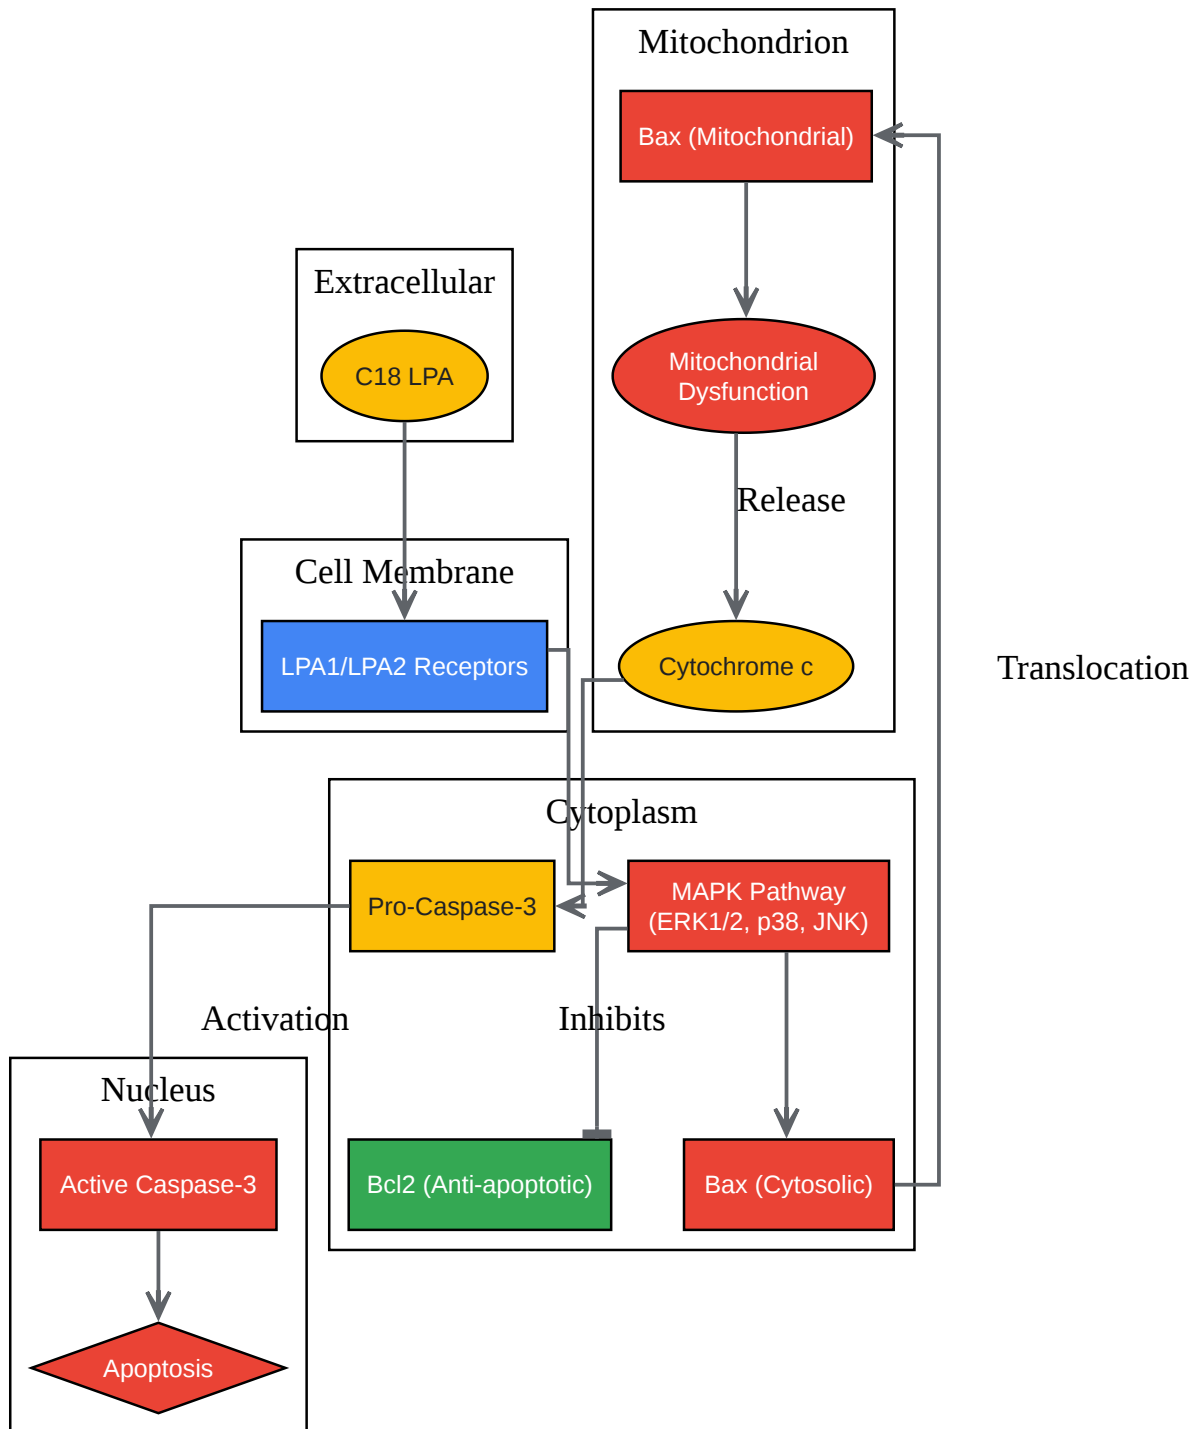 Mitochondrion
Bax (Mitochondrial)
Extracellular
C18 LPA
Mitochondrial
Dysfunction
Release
Cell Membrane
LPA1/LPA2 Receptors
Cytochrome c
Translocation
Cytoplasm
Pro-Caspase-3
MAPK Pathway
(ERK1/2, p38, JNK)
Activation
Inhibits
Nucleus
Active Caspase-3
Bcl2 (Anti-apoptotic)
Bax (Cytosolic)
Apoptosis